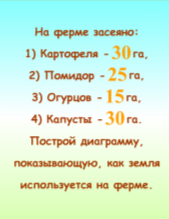 На ферме засеяно:
1) Картофеля - 30 га,
2) Помидор - 25 га,
3) Огурцов - 15 га,
4) Капусты - 30 га.
Построй диаграмму,
показывающую, как земля
используется на ферме.